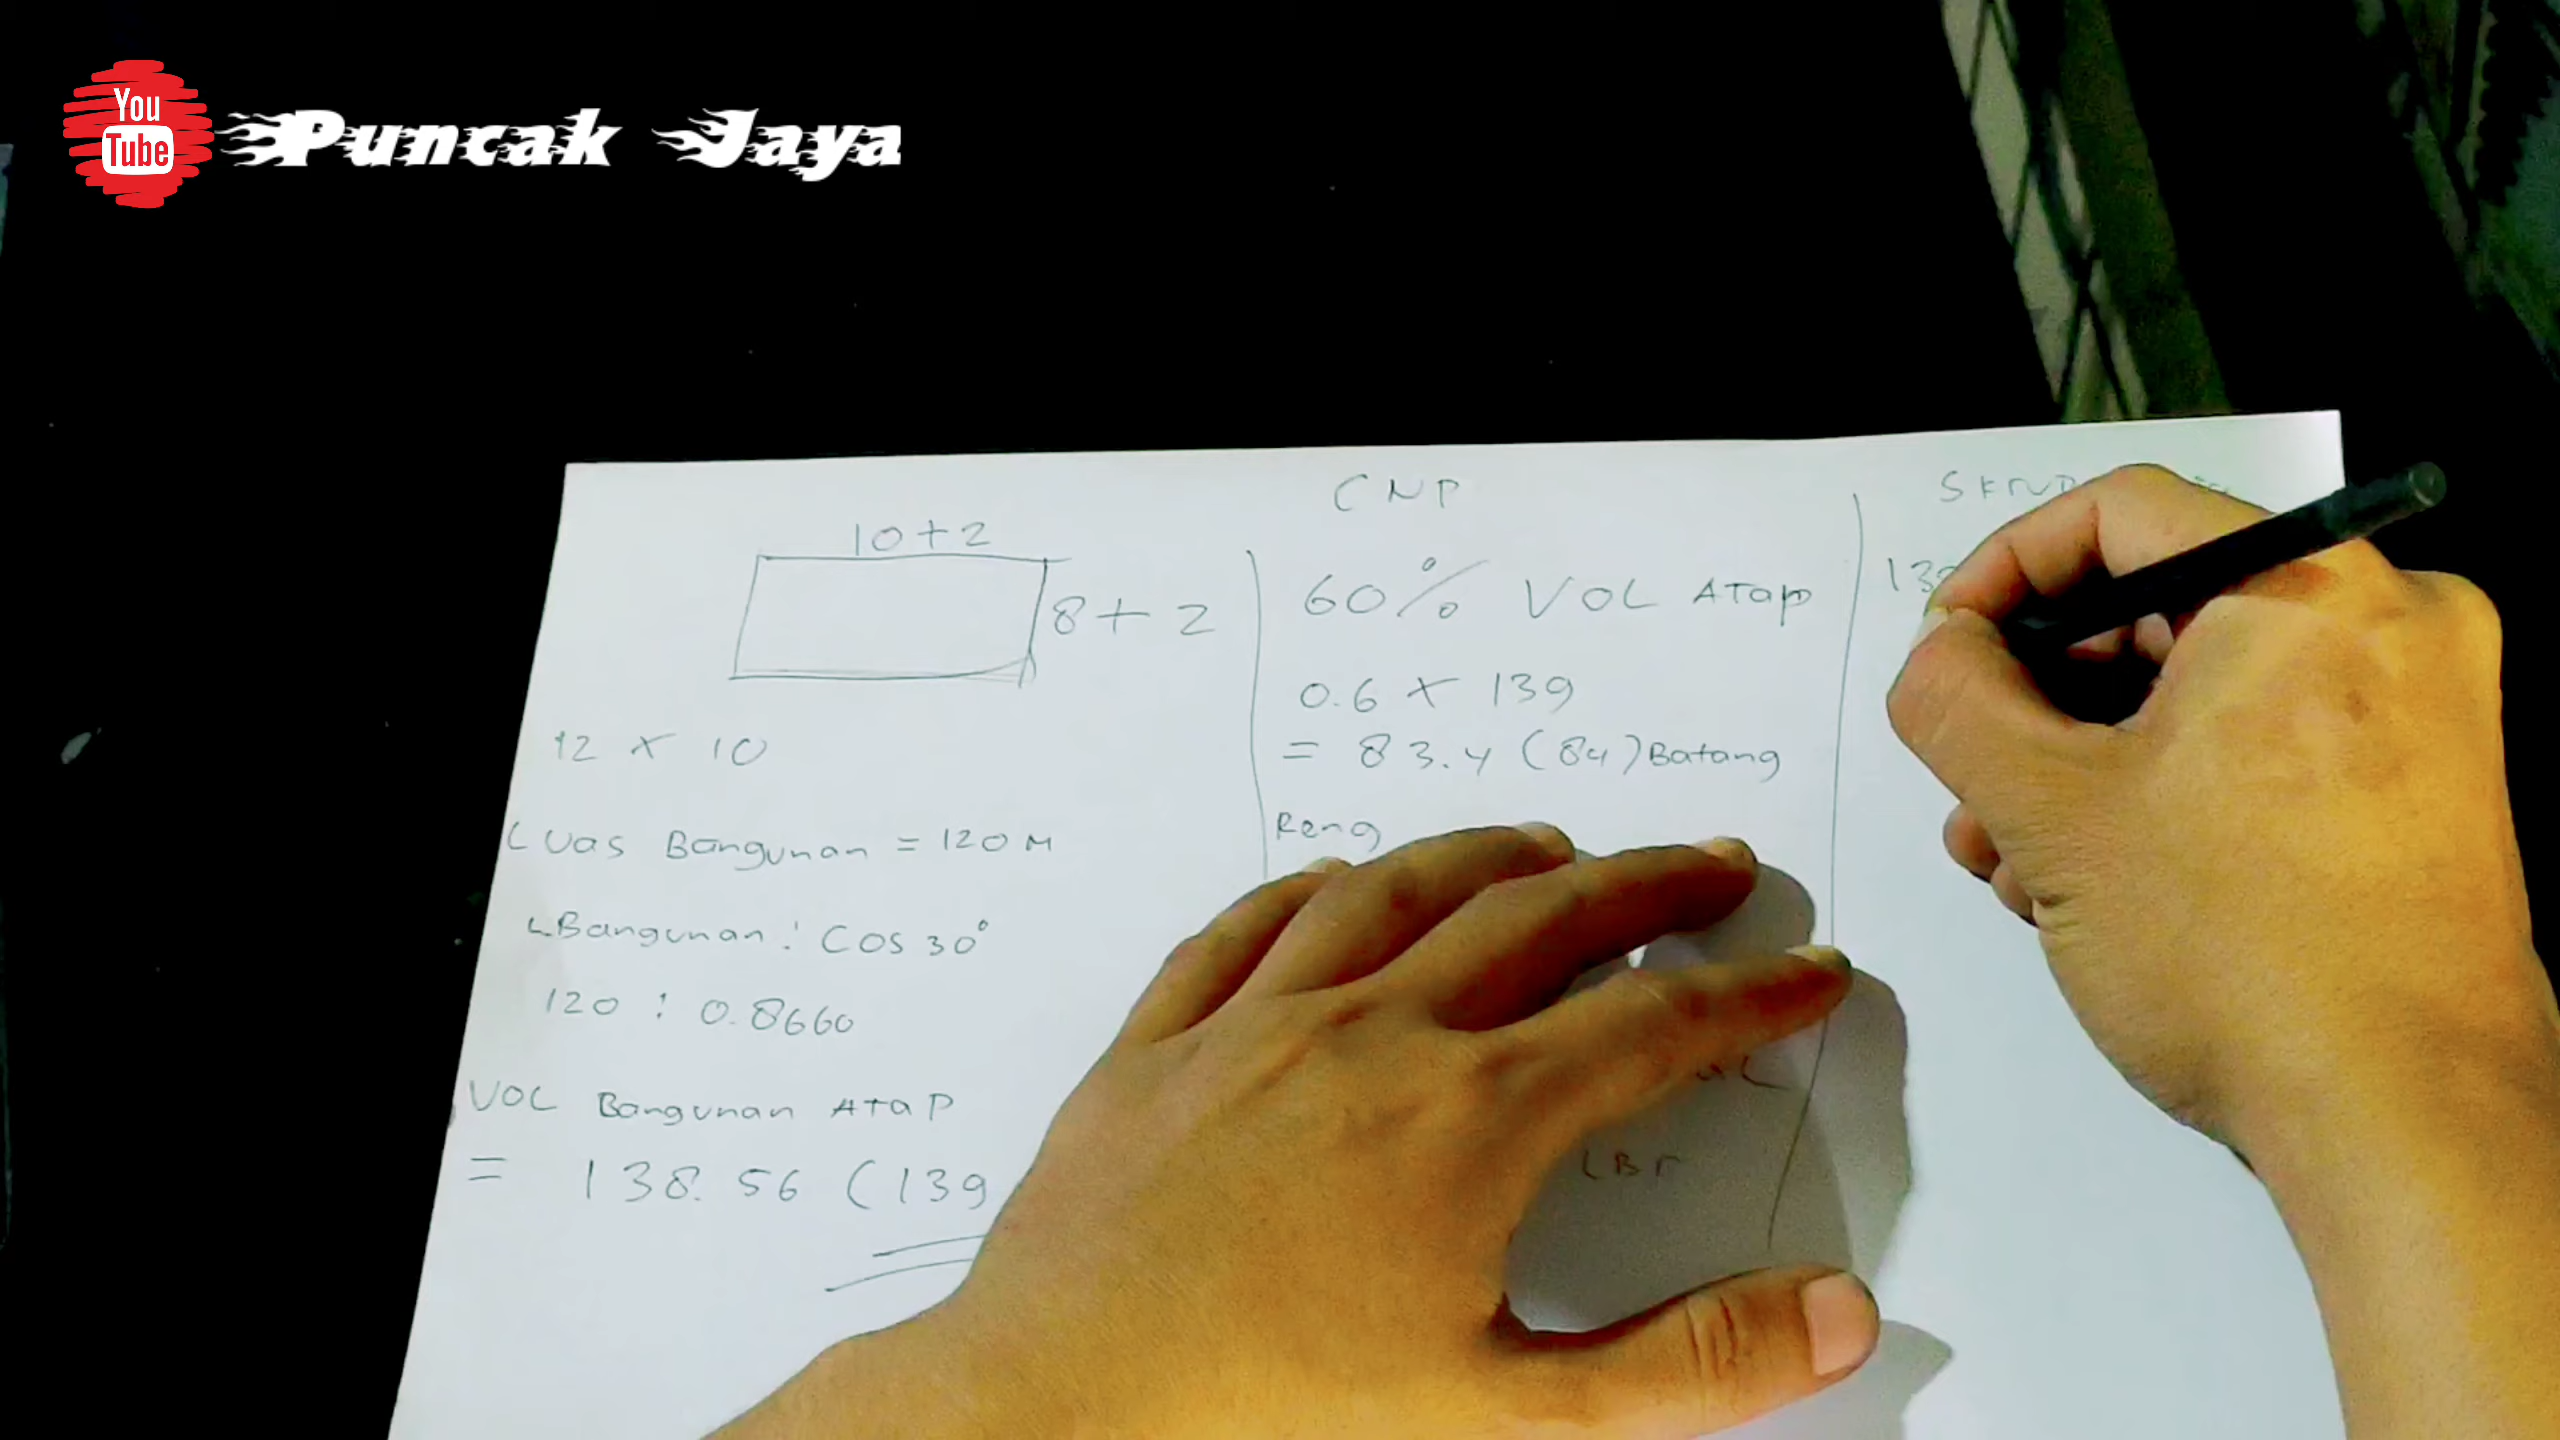 You
Tube
Puncak Jaya
10+2
8+2
12 x 10
Luas Bangunan = 120 M
L Bangunan : COS 30°
120 : 0.8660
VOL Bangunan ATAP
= 138.56 (139
CNP
60% VOL ATap
0.6 x 139
= 83.4 (84) Batang
Reng
LBr